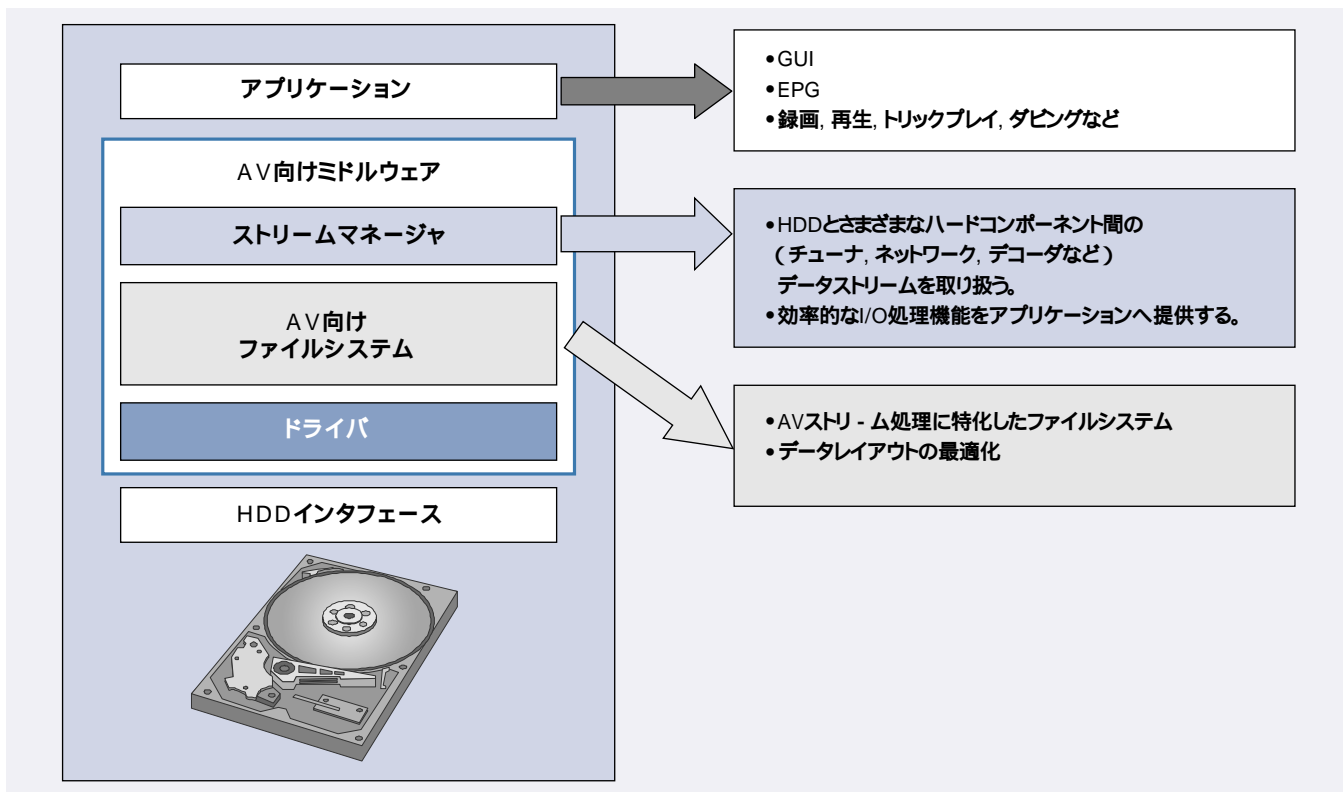 アプリケーション
AV向けミドルウェア
ストリームマネージャ
AV向け
ファイルシステム
ドライバ
HDDインタフェース
•GUI
•EPG
•録画, 再生, トリックプレイ, ダビングなど
•HDDとさまざまなハードコンポーネント間の
(チューナ, ネットワーク, デコーダなど)
データストリームを取り扱う。
•効率的なI/O処理機能をアプリケーションへ提供する。
•AVストリ-ム処理に特化したファイルシステム
•データレイアウトの最適化